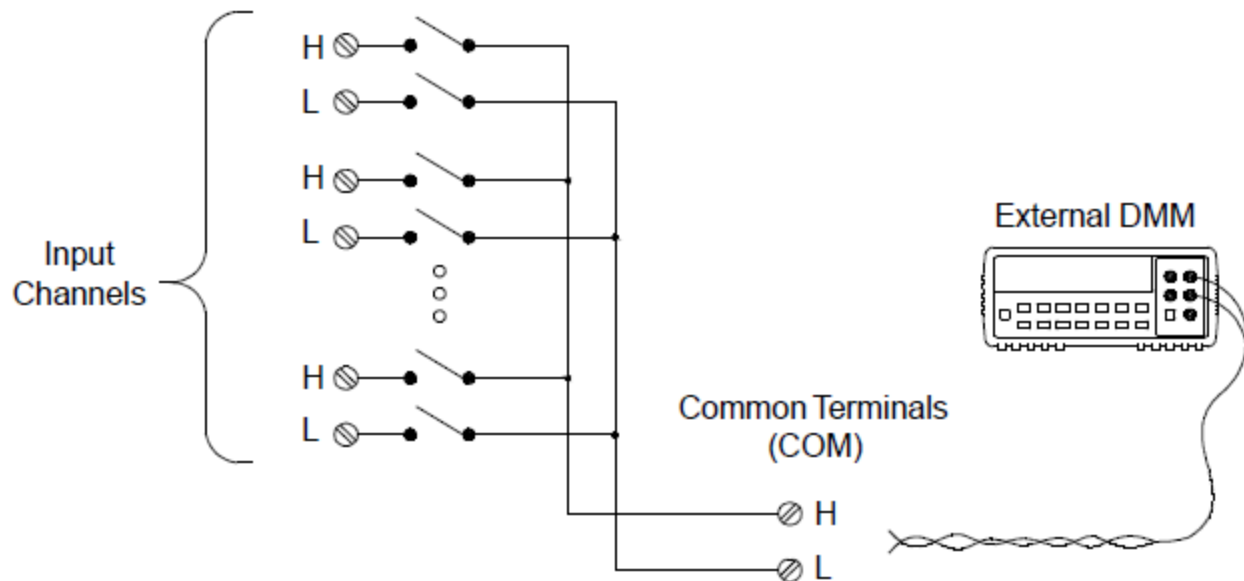 H
L
H
L
External DMM
Input
Channels
H
L
Common Terminals
(COM)
H
L